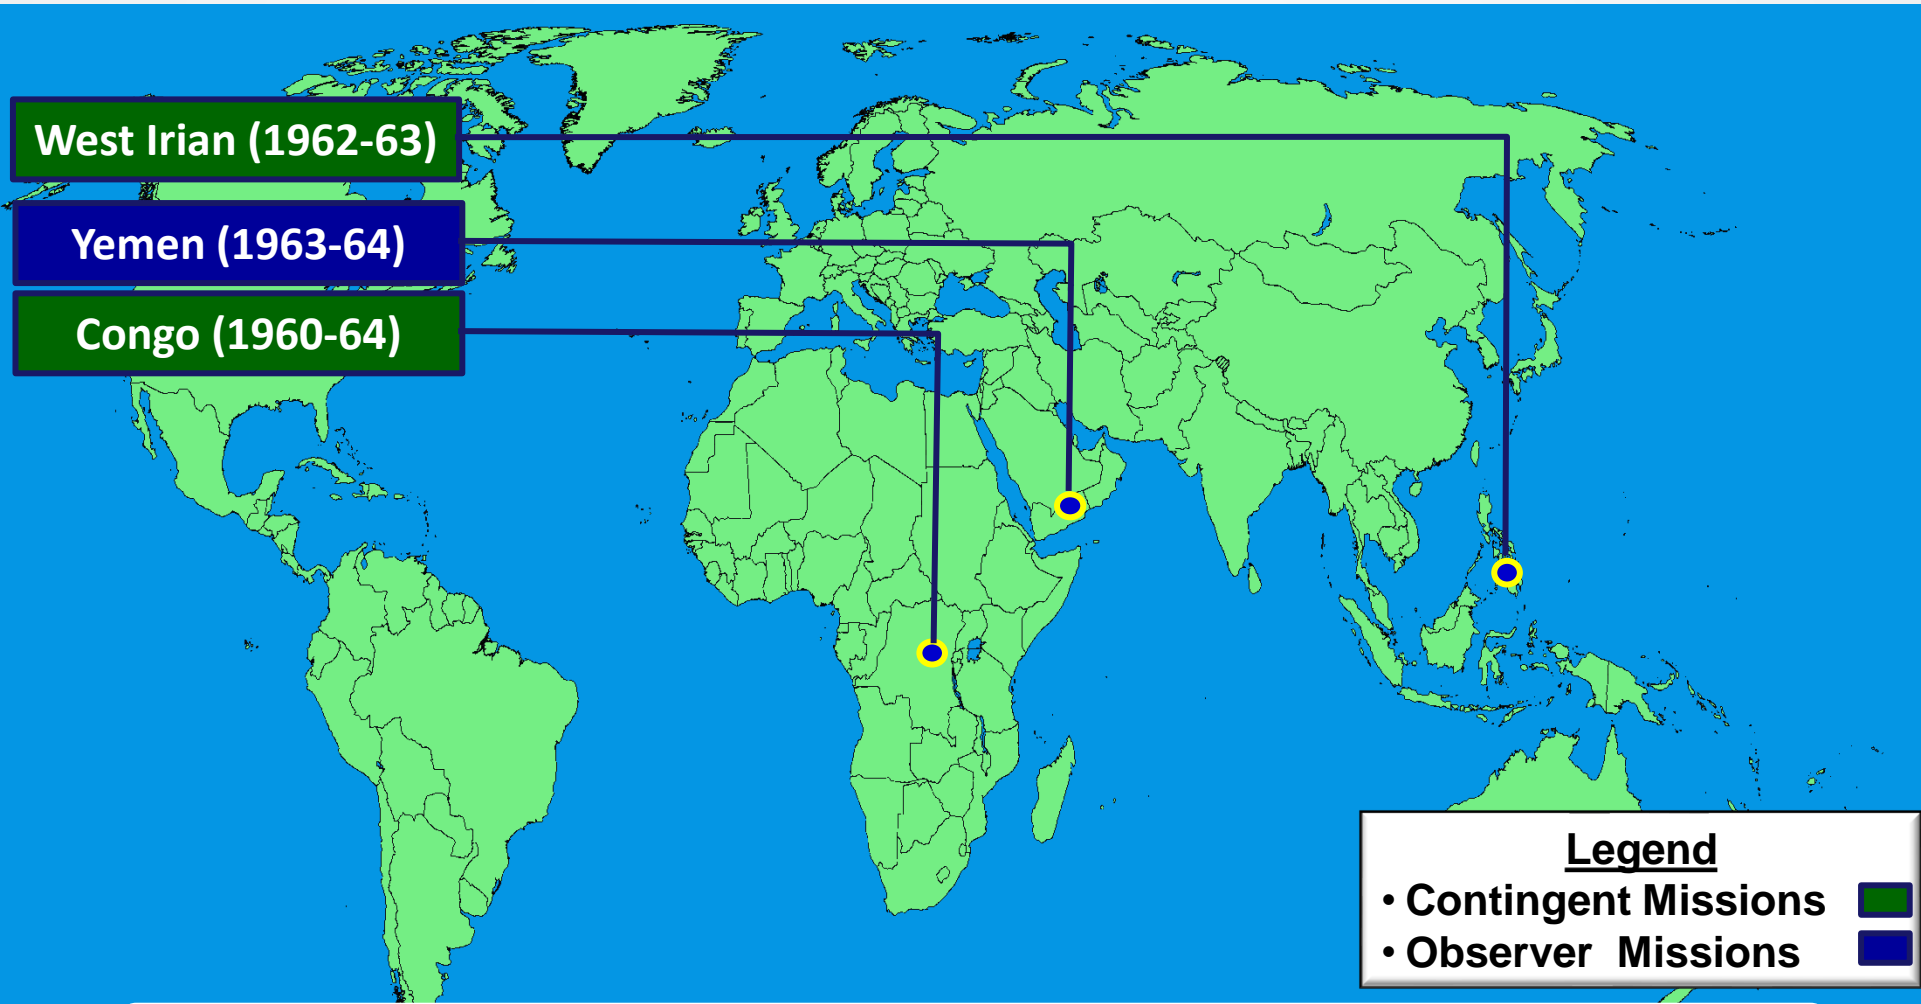 West Irian (1962-63)
Yemen (1963-64)
Congo (1960-64)
Legend
• Contingent Missions
• Observer Missions